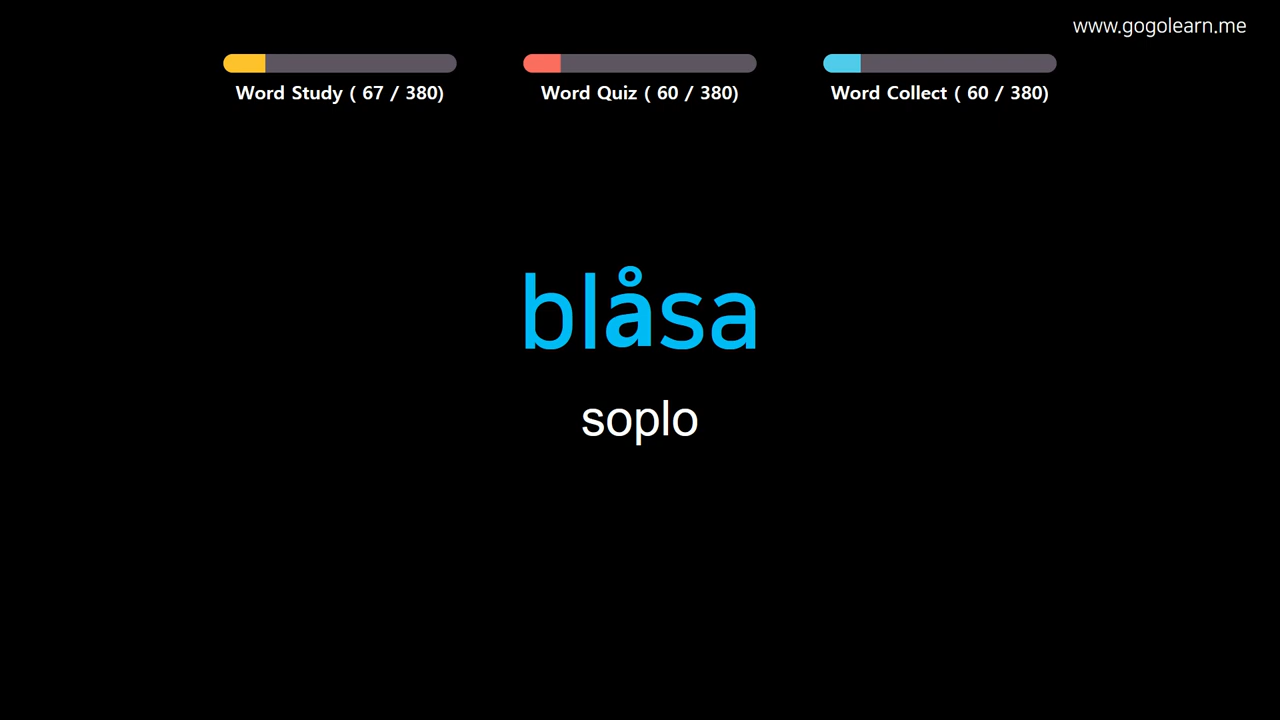 www.gogolearn.me
Word Study ( 67 / 380)
Word Quiz ( 60 / 380)
Word Collect ( 60 / 380)
blåsa
soplo